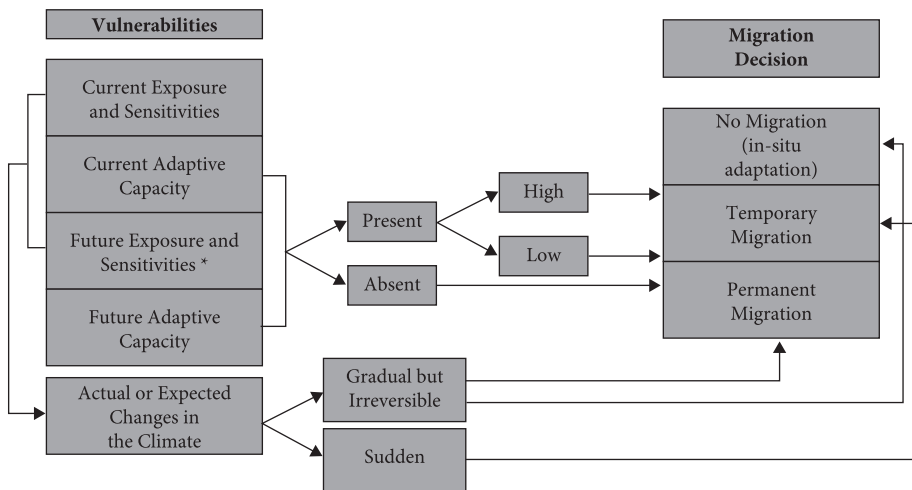 Vulnerabilities
Migration
Decision
Current Exposure
and Sensitivities
Current Adaptive
Capacity
Future Exposure and
Sensitivities *
Future Adaptive
Capacity
Actual or Expected
Changes in
the Climate
Present
Absent
High
Low
Gradual but
Irreversible
Sudden
No Migration
(in-situ
adaptation)
Temporary
Migration
Permanent
Migration